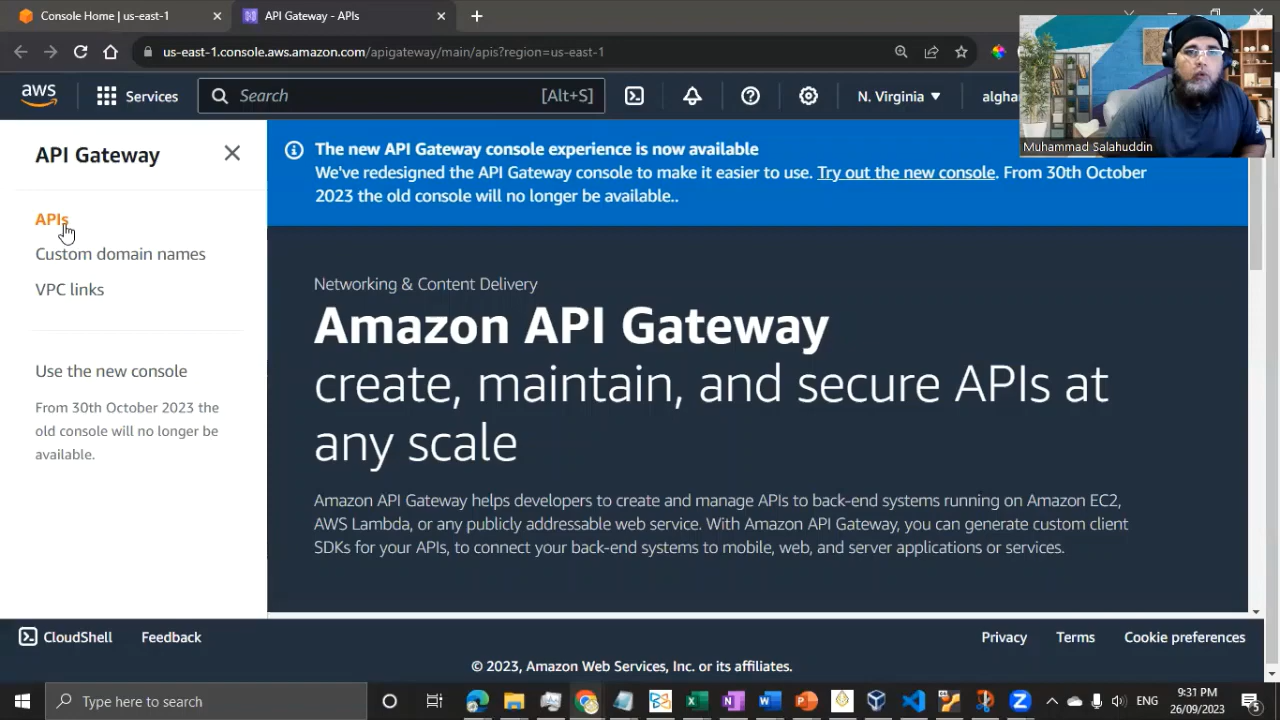 Console Home | us-east-1
API Gateway - APIs
us-east-1.console.aws.amazon.com/apigateway/main/apis?region=us-east-1
aws
Services
Search
[Alt+S]
N. Virginia
algha
Muhammad Salahuddin
API Gateway
APIs
Custom domain names
VPC links
Use the new console
From 30th October 2023 the
old console will no longer be
available.
The new API Gateway console experience is now available
We've redesigned the API Gateway console to make it easier to use. Try out the new console. From 30th October
2023 the old console will no longer be available..
Networking & Content Delivery
Amazon API Gateway
create, maintain, and secure APIs at
any scale
Amazon API Gateway helps developers to create and manage APIs to back-end systems running on Amazon EC2,
AWS Lambda, or any publicly addressable web service. With Amazon API Gateway, you can generate custom client
SDKs for your APIs, to connect your back-end systems to mobile, web, and server applications or services.
CloudShell
Feedback
Privacy
Terms
Cookie preferences
© 2023, Amazon Web Services, Inc. or its affiliates.
Type here to search
ENG
9:31 PM
26/09/2023
5